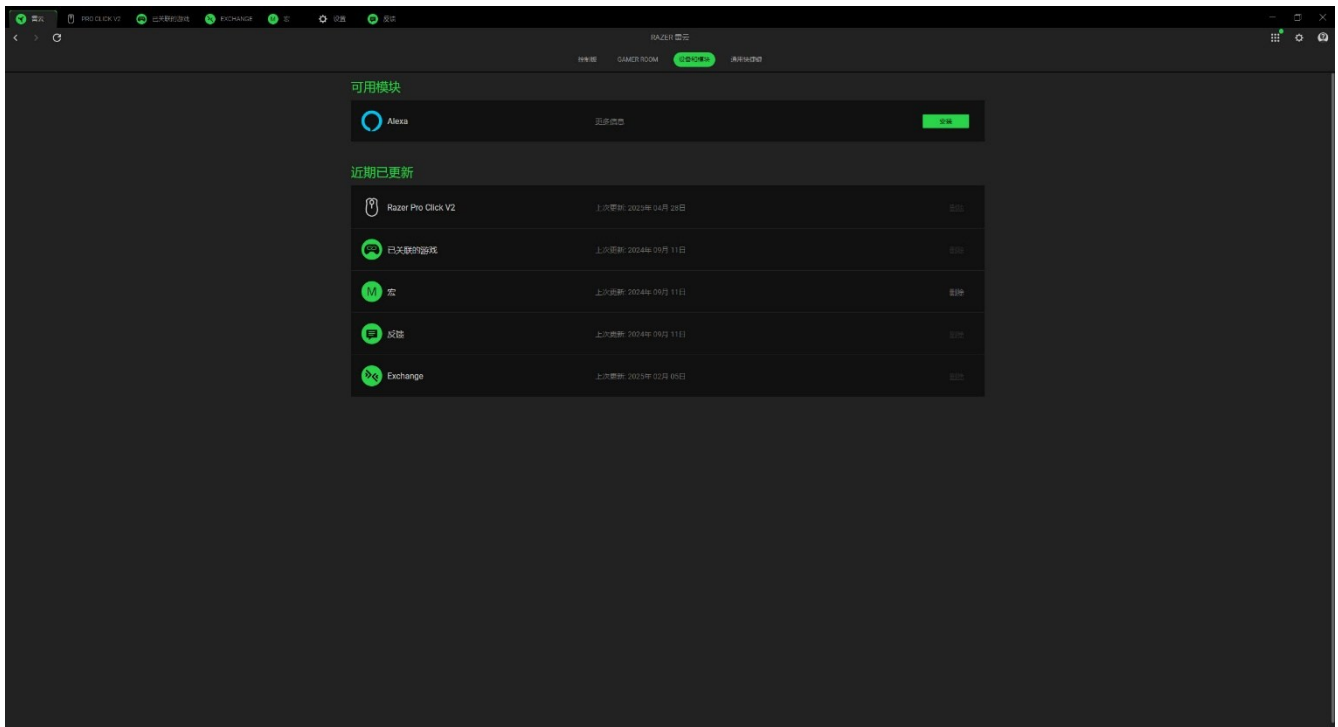 雷云 PRO CLICK V2 已关联的游戏 EXCHANGE 宏 设置 反馈
RAZER 雷云
控制面 GAMER ROOM 设备和模块 通用快捷键
可用模块
Alexa 更多信息 安装
近期已更新
Razer Pro Click V2 上次更新: 2025年 04月 28日 删除
已关联的游戏 上次更新: 2024年 09月 11日 删除
宏 上次更新: 2024年 09月 11日 删除
反馈 上次更新: 2024年 09月 11日 删除
Exchange 上次更新: 2025年 02月 05日 删除